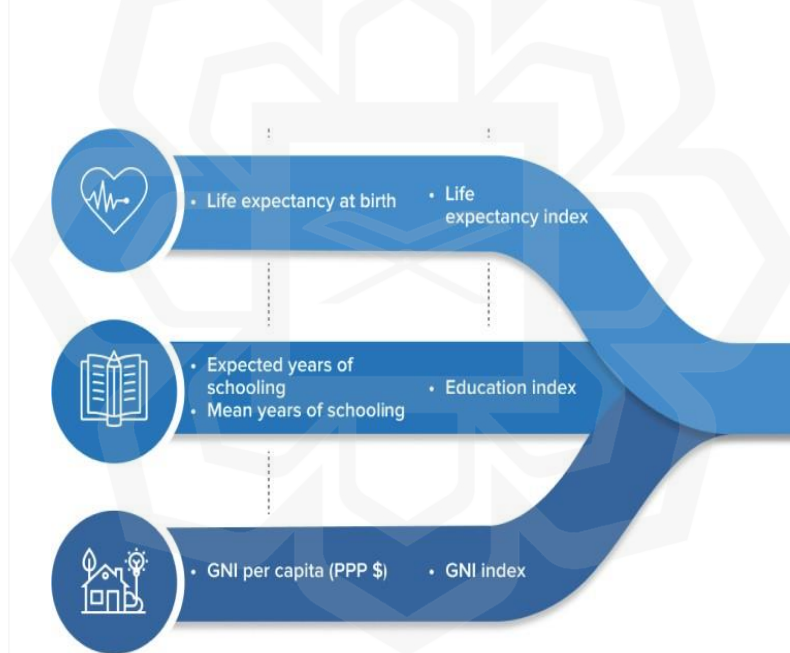 • Life expectancy at birth
• Life
expectancy index
• Expected years of
schooling
• Mean years of schooling
• Education index
• GNI per capita (PPP $)
• GNI index